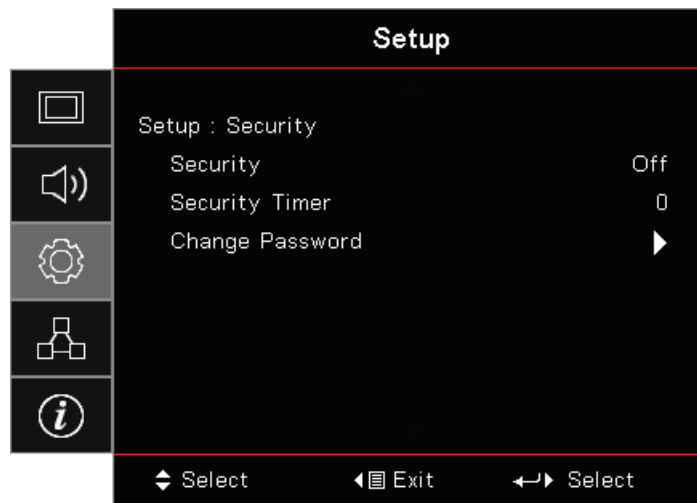 Setup
Setup : Security
Security Off
Security Timer 0
Change Password
Select Exit Select